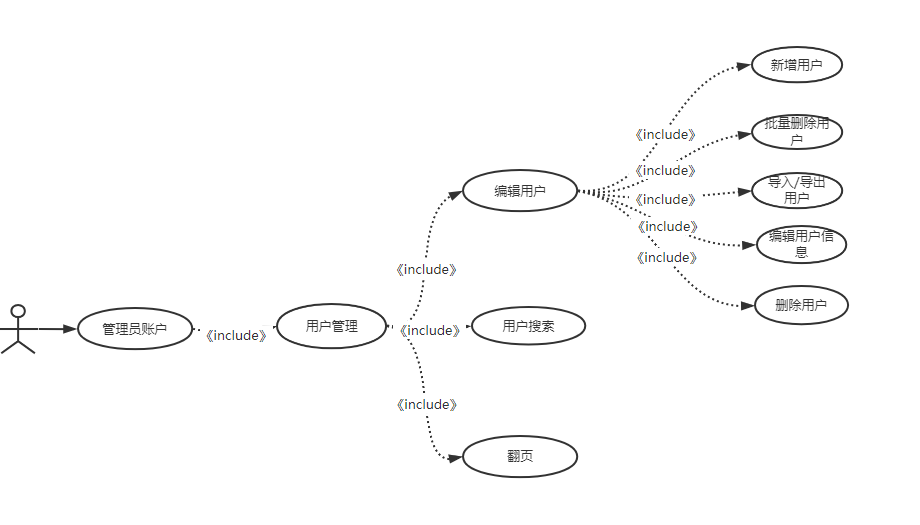 新增用户
《include》
批量删除用
户
《include》
导入/导出
用户
《include》
编辑用户
《include》
编辑用户信
息
《include》
删除用户
《include》
管理员账户
《include》
用户管理
《include》
用户搜索
《include》
翻页